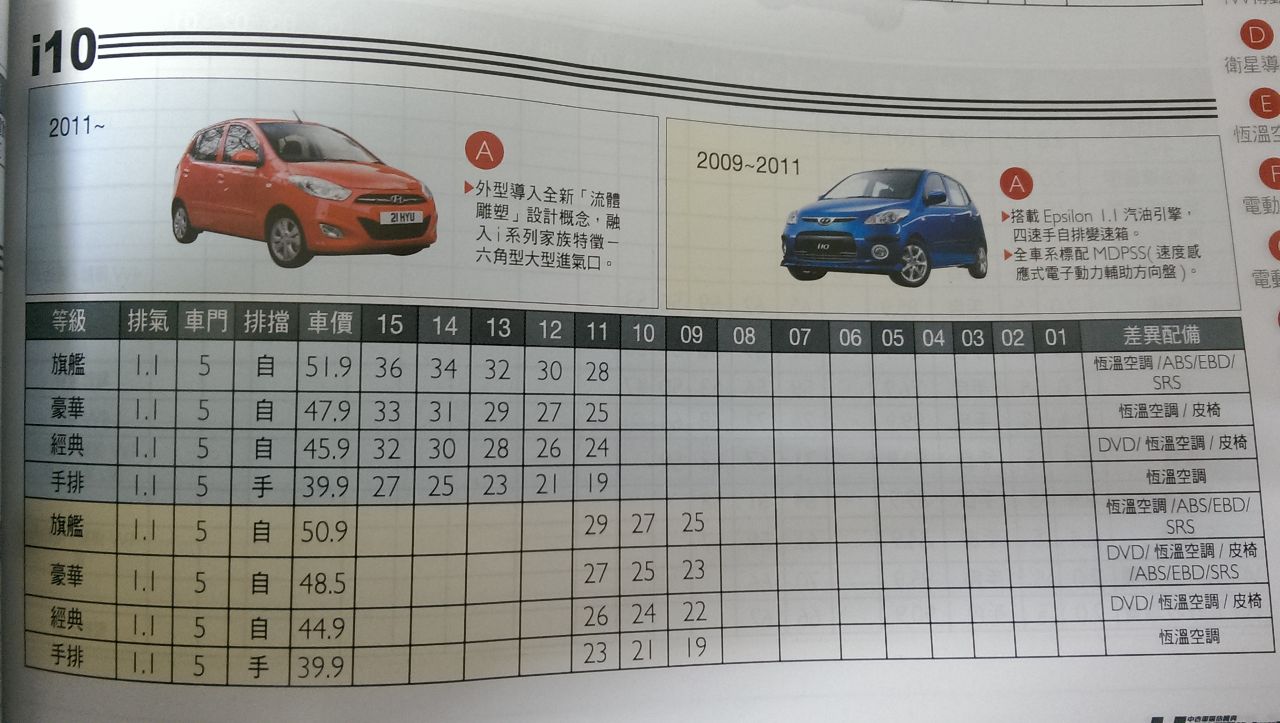 i10
2011~
A
▶外型導入全新「流體
雕塑」設計概念，融
入i系列家族特徵－
六角型大型進氣口。
21 HYU
2009~2011
A
▶搭載 Epsilon 1.1 汽油引擎，
四速手自排變速箱。
▶全車系標配 MDPSS( 速度感
應式電子動力輔助方向盤 )。
i10
D
衛星導
E
恆溫空
F
電動
電動
等級 排氣 車門 排擋 車價 15 14 13 12 11 10 09 08 07 06 05 04 03 02 01 差異配備
旗艦 1.1 5 自 51.9 36 34 32 30 28 恆溫空調 /ABS/EBD/
SRS
豪華 1.1 5 自 47.9 33 31 29 27 25 恆溫空調 / 皮椅
經典 1.1 5 自 45.9 32 30 28 26 24 DVD/ 恆溫空調 / 皮椅
手排 1.1 5 手 39.9 27 25 23 21 19 恆溫空調
旗艦 1.1 5 自 50.9 29 27 25 恆溫空調 /ABS/EBD/
SRS
豪華 1.1 5 自 48.5 27 25 23 DVD/ 恆溫空調 / 皮椅
/ABS/EBD/SRS
經典 1.1 5 自 44.9 26 24 22 DVD/ 恆溫空調 / 皮椅
手排 1.1 5 手 39.9 23 21 19 恆溫空調